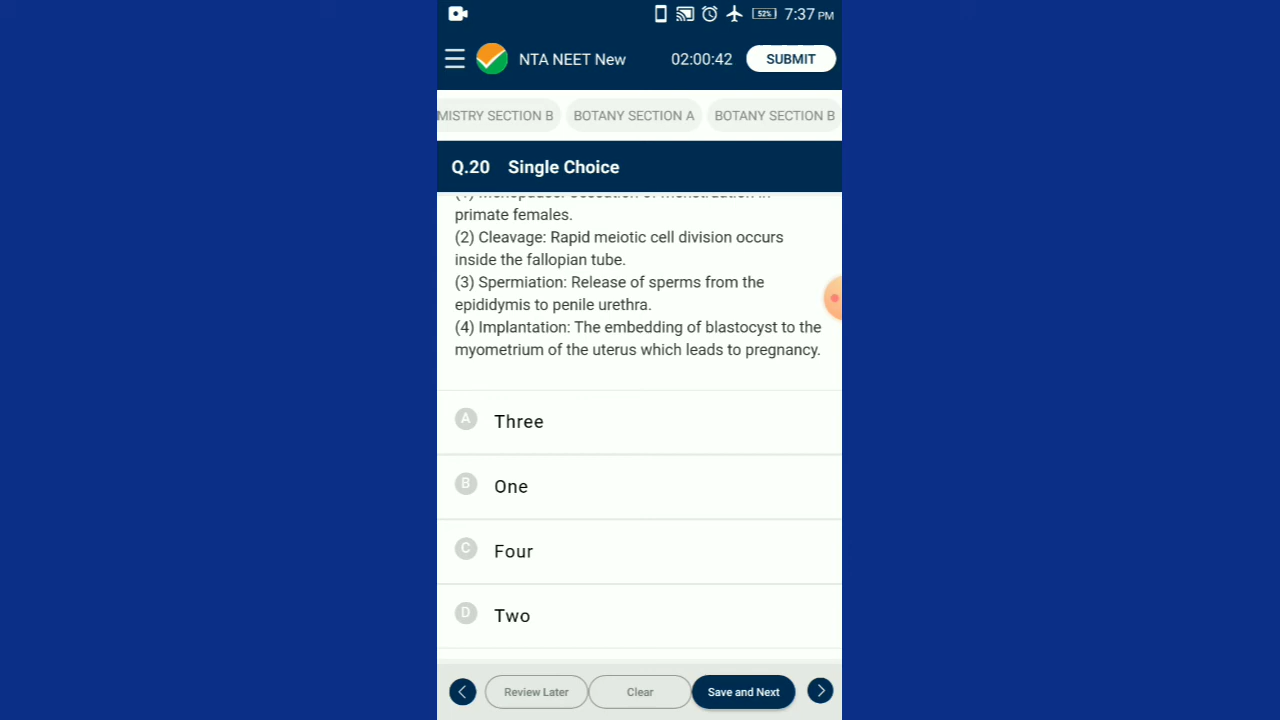 52% 7:37 PM
NTA NEET New 02:00:42 SUBMIT
MISTRY SECTION B BOTANY SECTION A BOTANY SECTION B
Q.20 Single Choice
primate females.
(2) Cleavage: Rapid meiotic cell division occurs
inside the fallopian tube.
(3) Spermiation: Release of sperms from the
epididymis to penile urethra.
(4) Implantation: The embedding of blastocyst to the
myometrium of the uterus which leads to pregnancy.
A Three
B One
C Four
D Two
Review Later Clear Save and Next